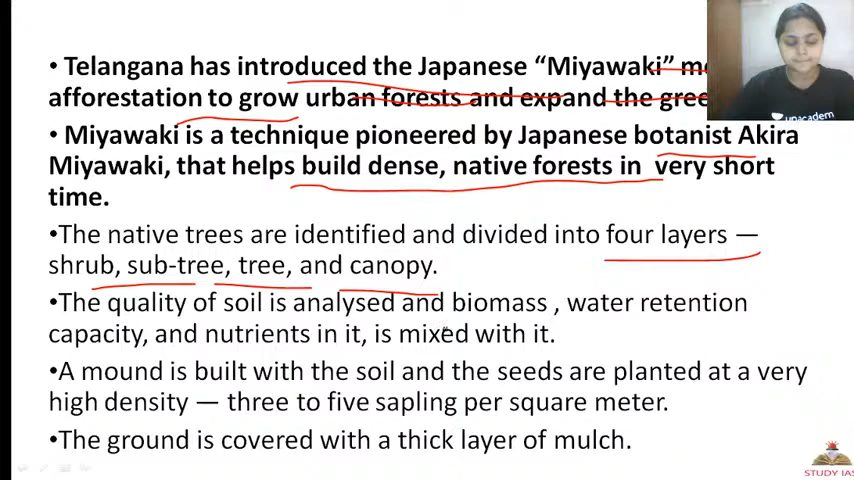 • Telangana has introduced the Japanese “Miyawaki”
afforestation to grow urban forests and expand the
• Miyawaki is a technique pioneered by Japanese botanist Akira
Miyawaki, that helps build dense, native forests in very short
time.
•The native trees are identified and divided into four layers —
shrub, sub-tree, tree, and canopy.
•The quality of soil is analysed and biomass , water retention
capacity, and nutrients in it, is mixed with it.
•A mound is built with the soil and the seeds are planted at a very
high density — three to five sapling per square meter.
•The ground is covered with a thick layer of mulch.
unacademy
STUDY IAS